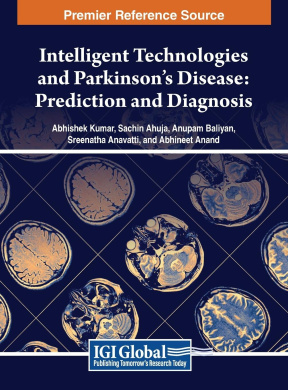 Premier Reference Source
Intelligent Technologies
and Parkinson's Disease:
Prediction and Diagnosis
Abhishek Kumar, Sachin Ahuja, Anupam Baliyan,
Sreenatha Anavatti, and Abhineet Anand
IGI Global
Publishing Tomorrow's Research Today